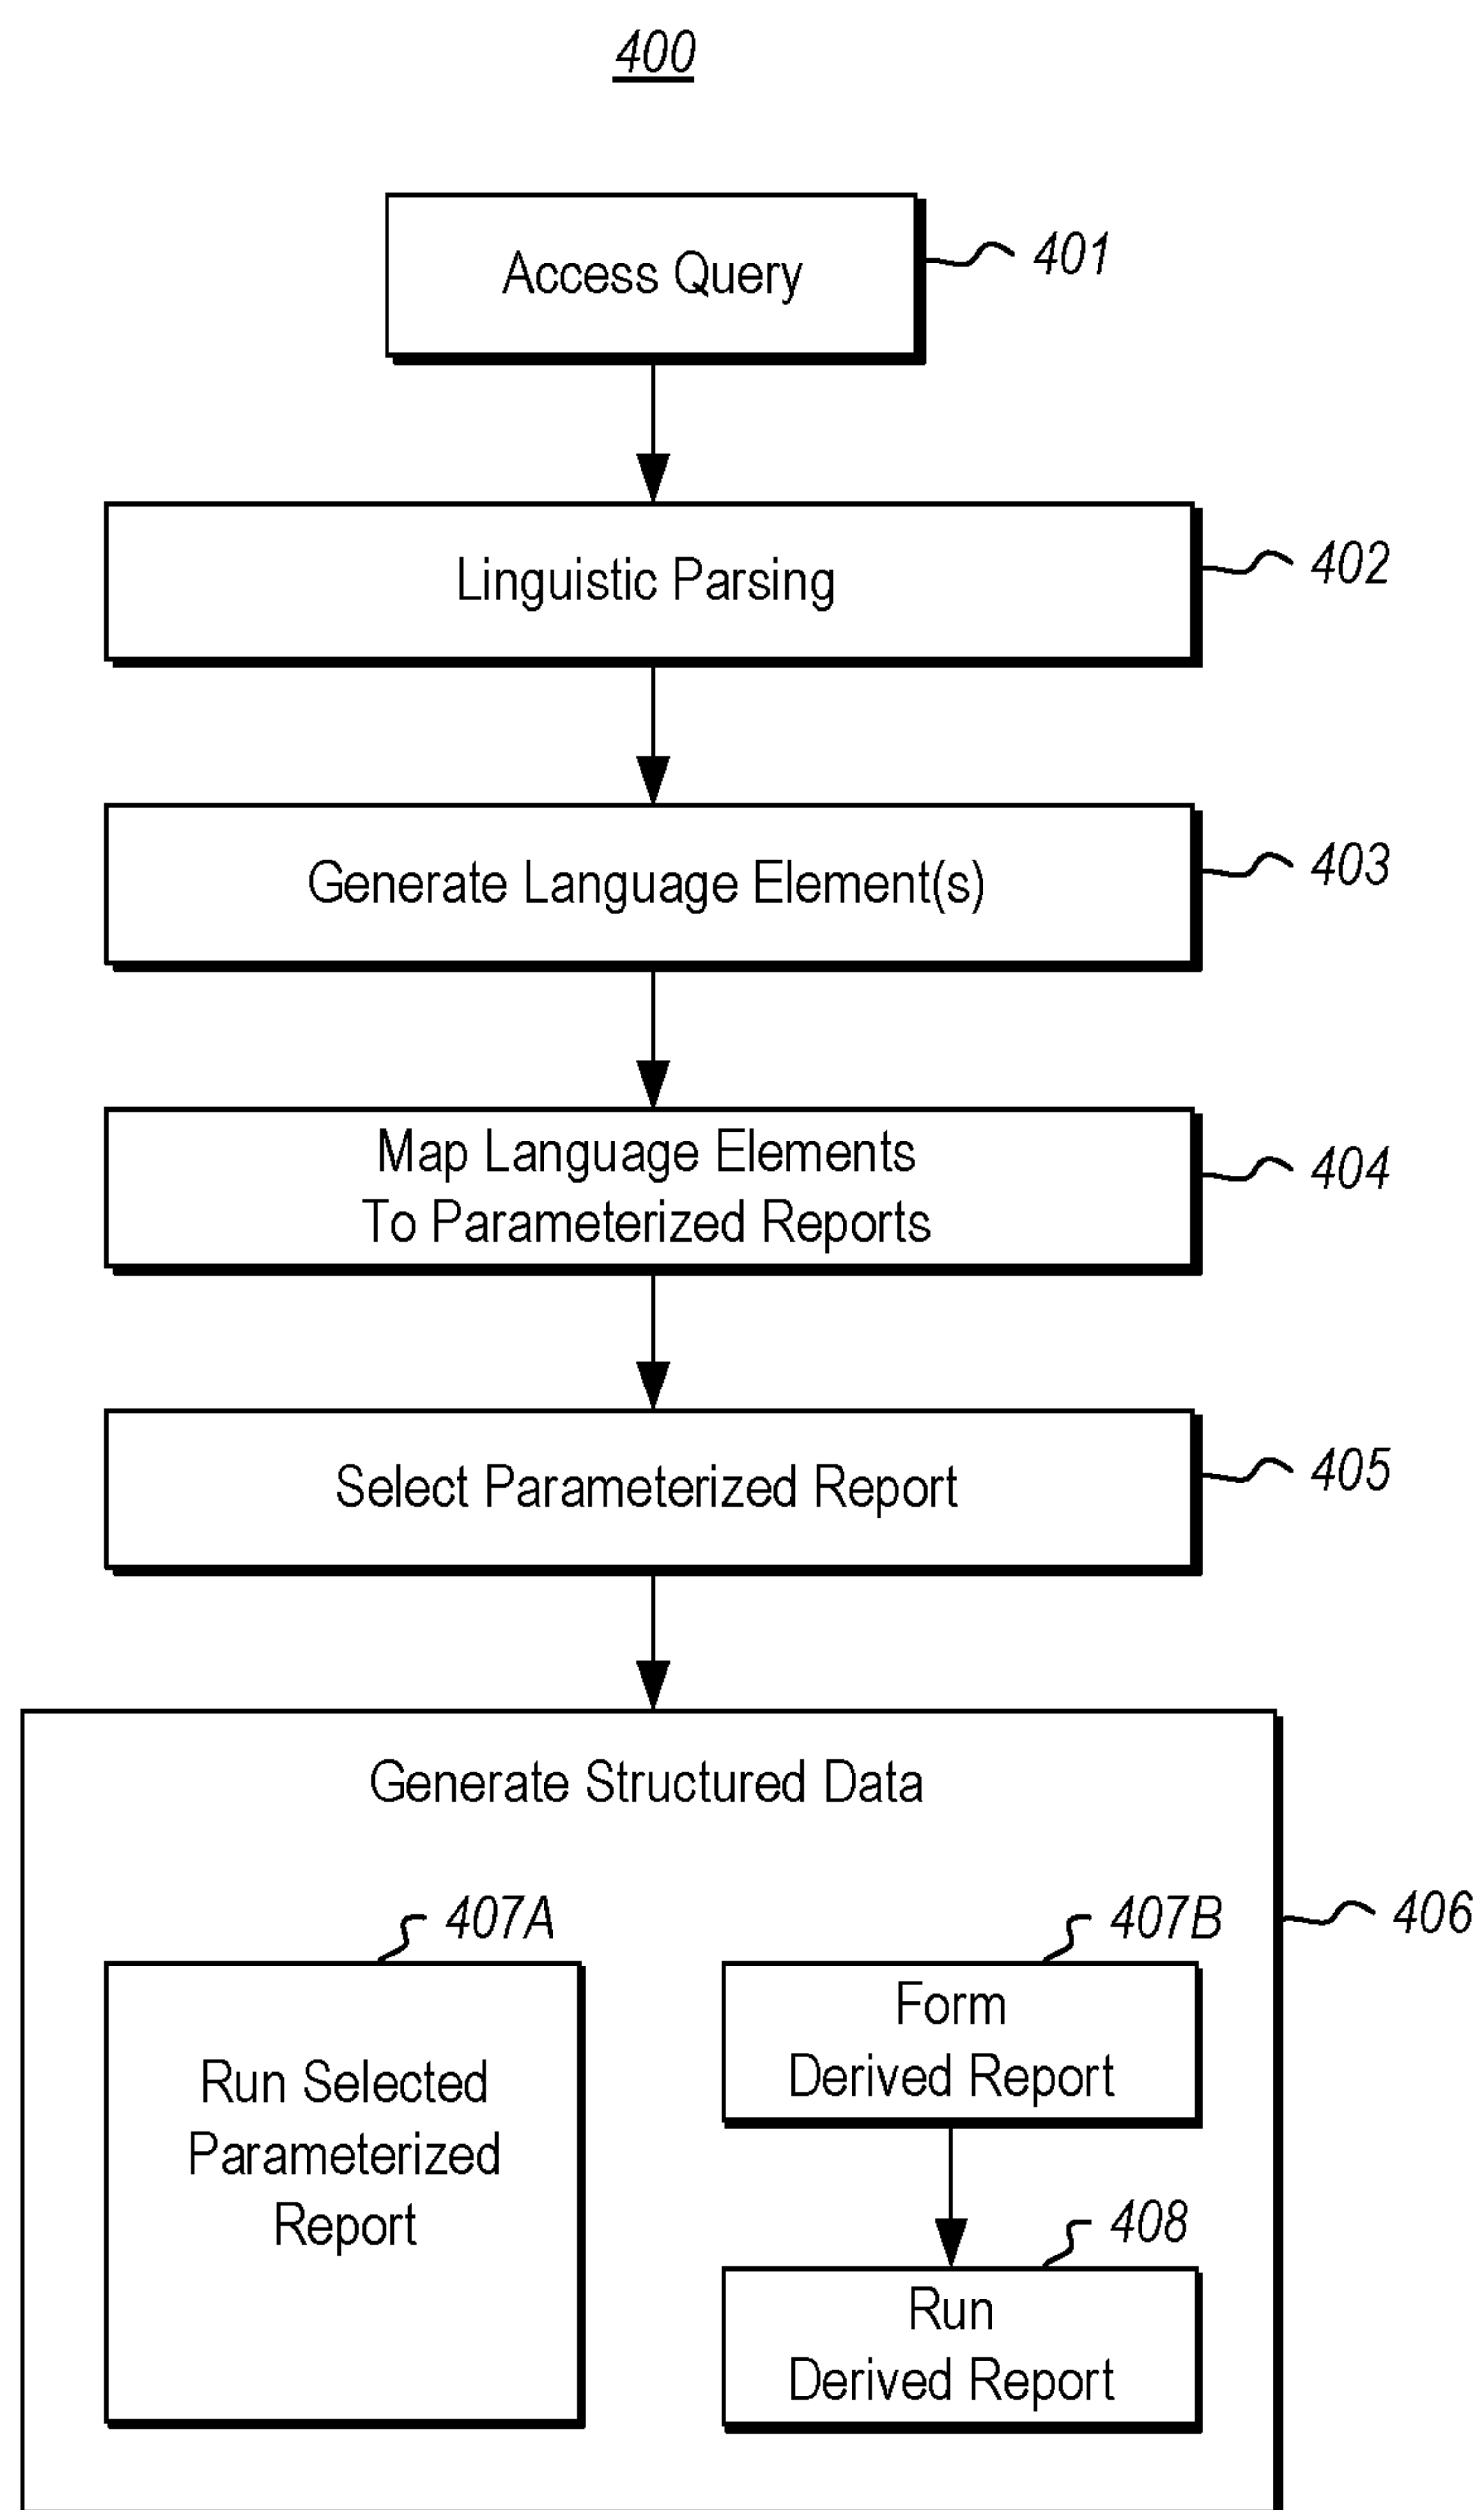 400
Access Query
401
Linguistic Parsing
402
Generate Language Element(s)
403
Map Language Elements
To Parameterized Reports
404
Select Parameterized Report
405
Generate Structured Data
406
407A
Run Selected
Parameterized
Report
407B
Form
Derived Report
408
Run
Derived Report